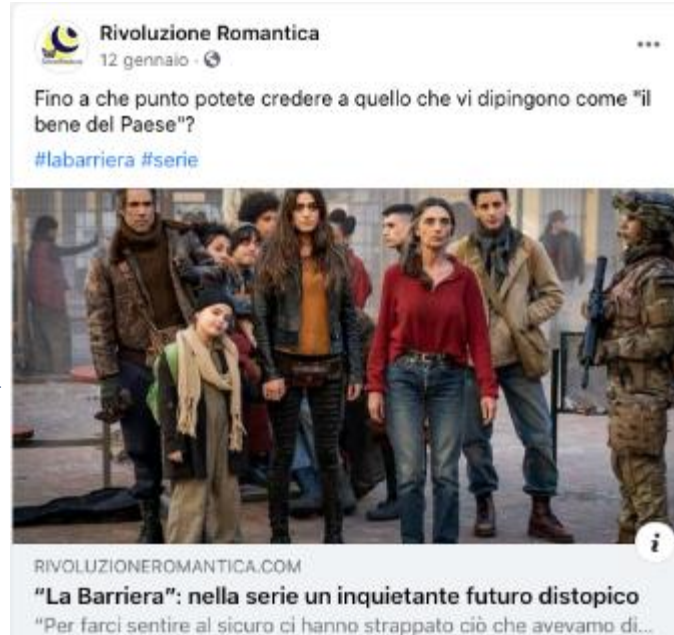 Rivoluzione Romantica
12 gennaio ·
Fino a che punto potete credere a quello che vi dipingono come "il
bene del Paese"?
#labarriera #serie
RIVOLUZIONEROMANTICA.COM
“La Barriera”: nella serie un inquietante futuro distopico
“Per farci sentire al sicuro ci hanno strappato ciò che avevamo di...